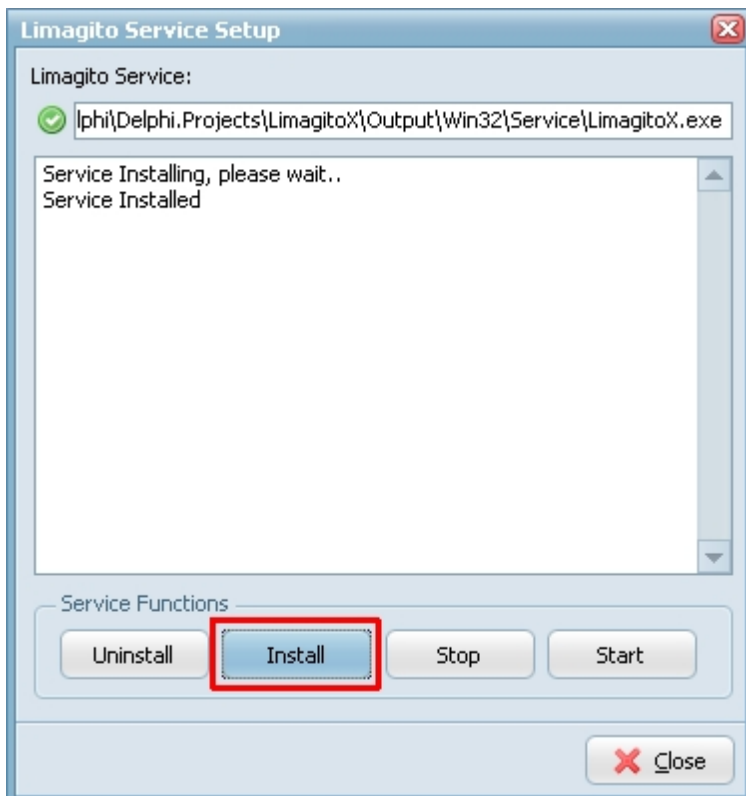 Limagito Service Setup
Limagito Service:
lphi\Delphi.Projects\LimagitoX\Output\Win32\Service\LimagitoX.exe
Service Installing, please wait..
Service Installed
Service Functions
Uninstall Install Stop Start
Close